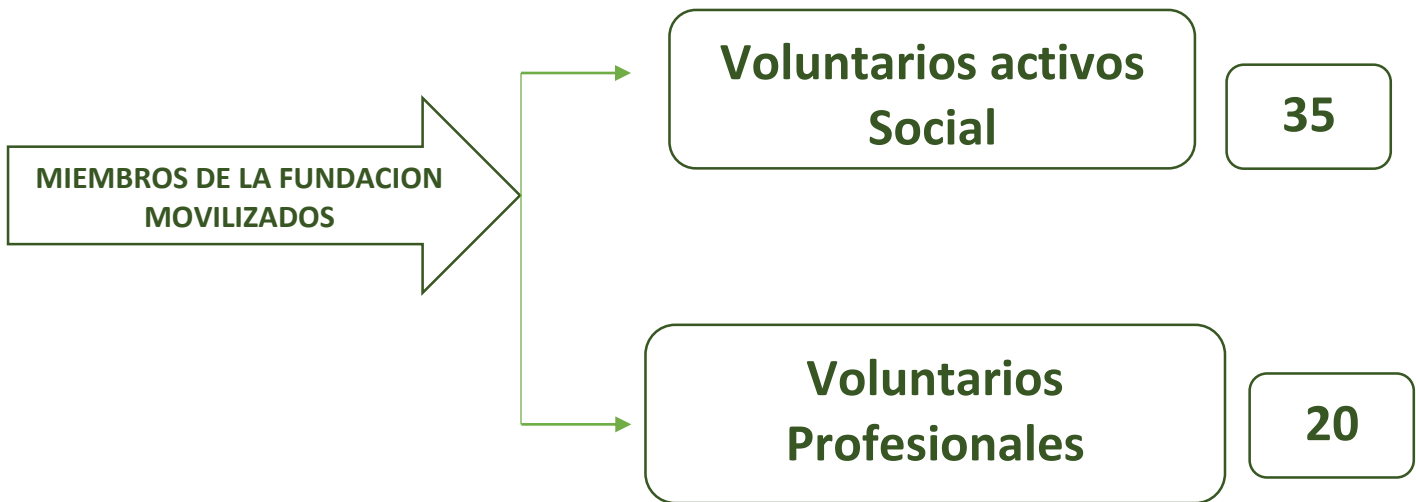 MIEMBROS DE LA FUNDACION
MOVILIZADOS
Voluntarios activos
Social
35
Voluntarios
Profesionales
20